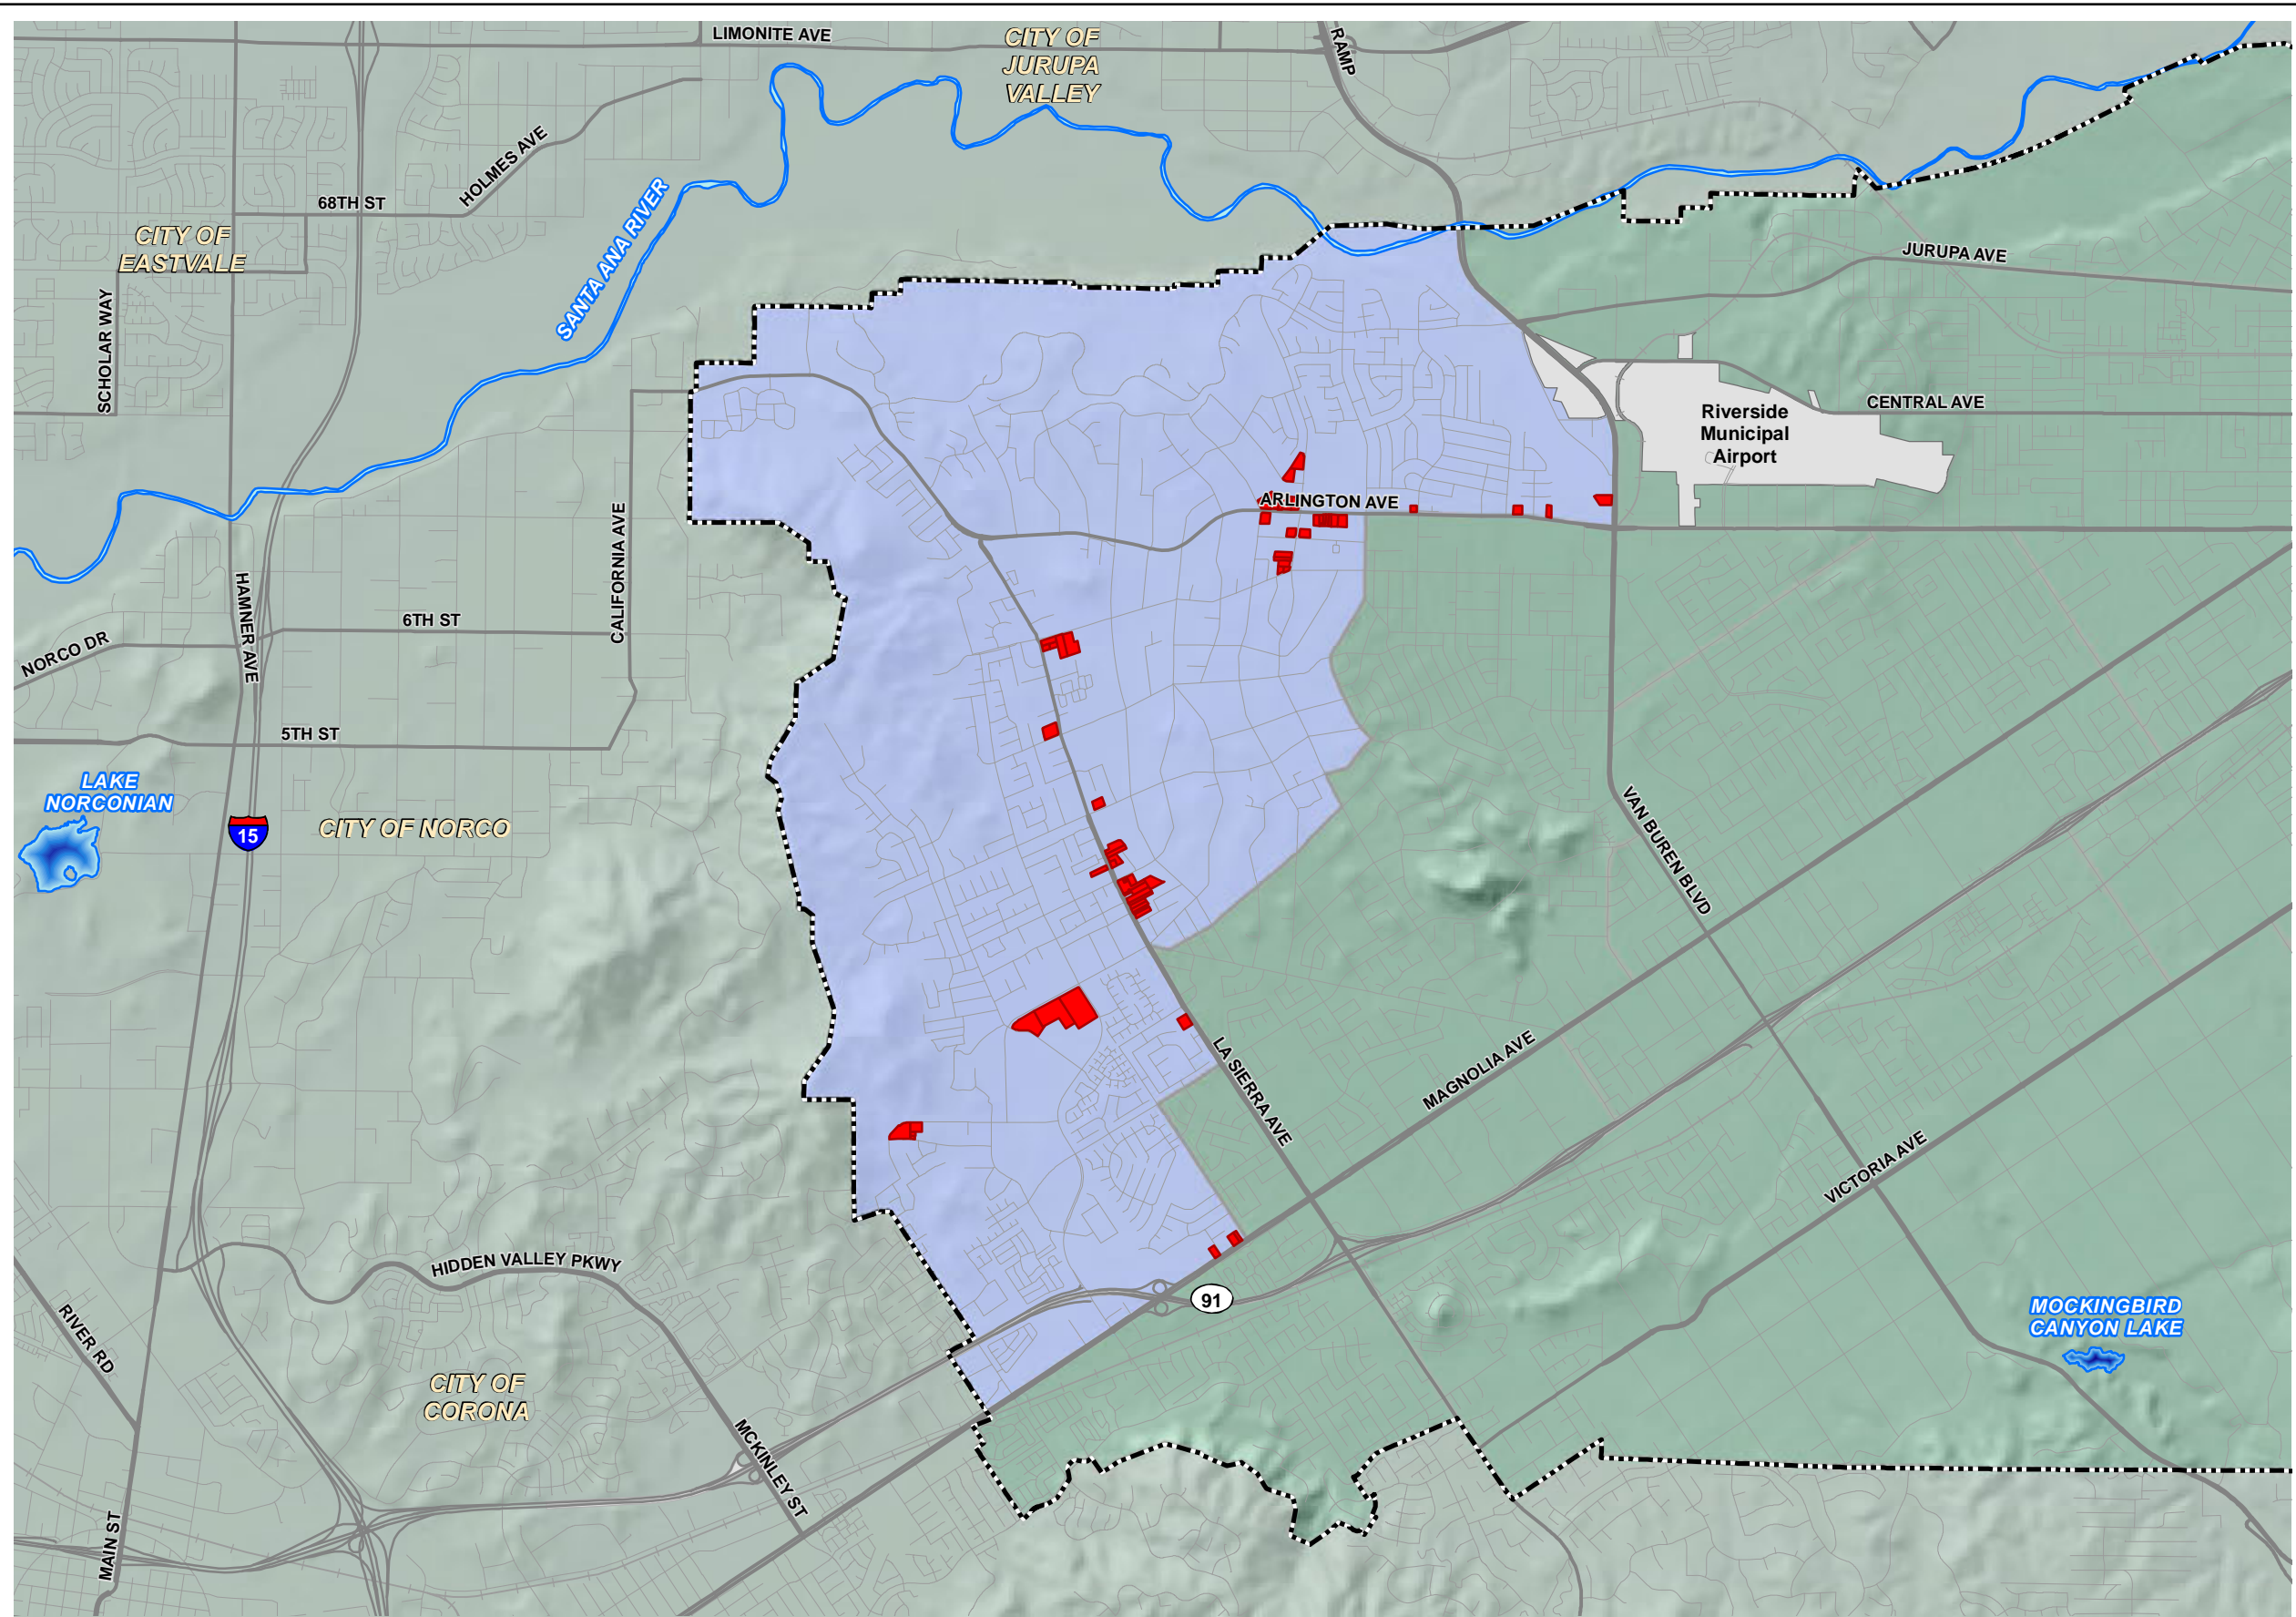 LIMONITE AVE
CITY OF
JURUPA
VALLEY
RAMP
HOLMES AVE
68TH ST
CITY OF
EASTVALE
SANTA ANA RIVER
JURUPA AVE
SCHOLAR WAY
CENTRAL AVE
Riverside
Municipal
Airport
ARLINGTON AVE
CALIFORNIA AVE
HAMNER AVE
6TH ST
NORCO DR
5TH ST
LAKE
NORCONIAN
15
CITY OF NORCO
VAN BUREN BLVD
LA SIERRA AVE
MAGNOLIA AVE
VICTORIA AVE
HIDDEN VALLEY PKWY
91
RIVER RD
MOCKINGBIRD
CANYON LAKE
CITY OF
CORONA
MCKINLEY ST
MAIN ST